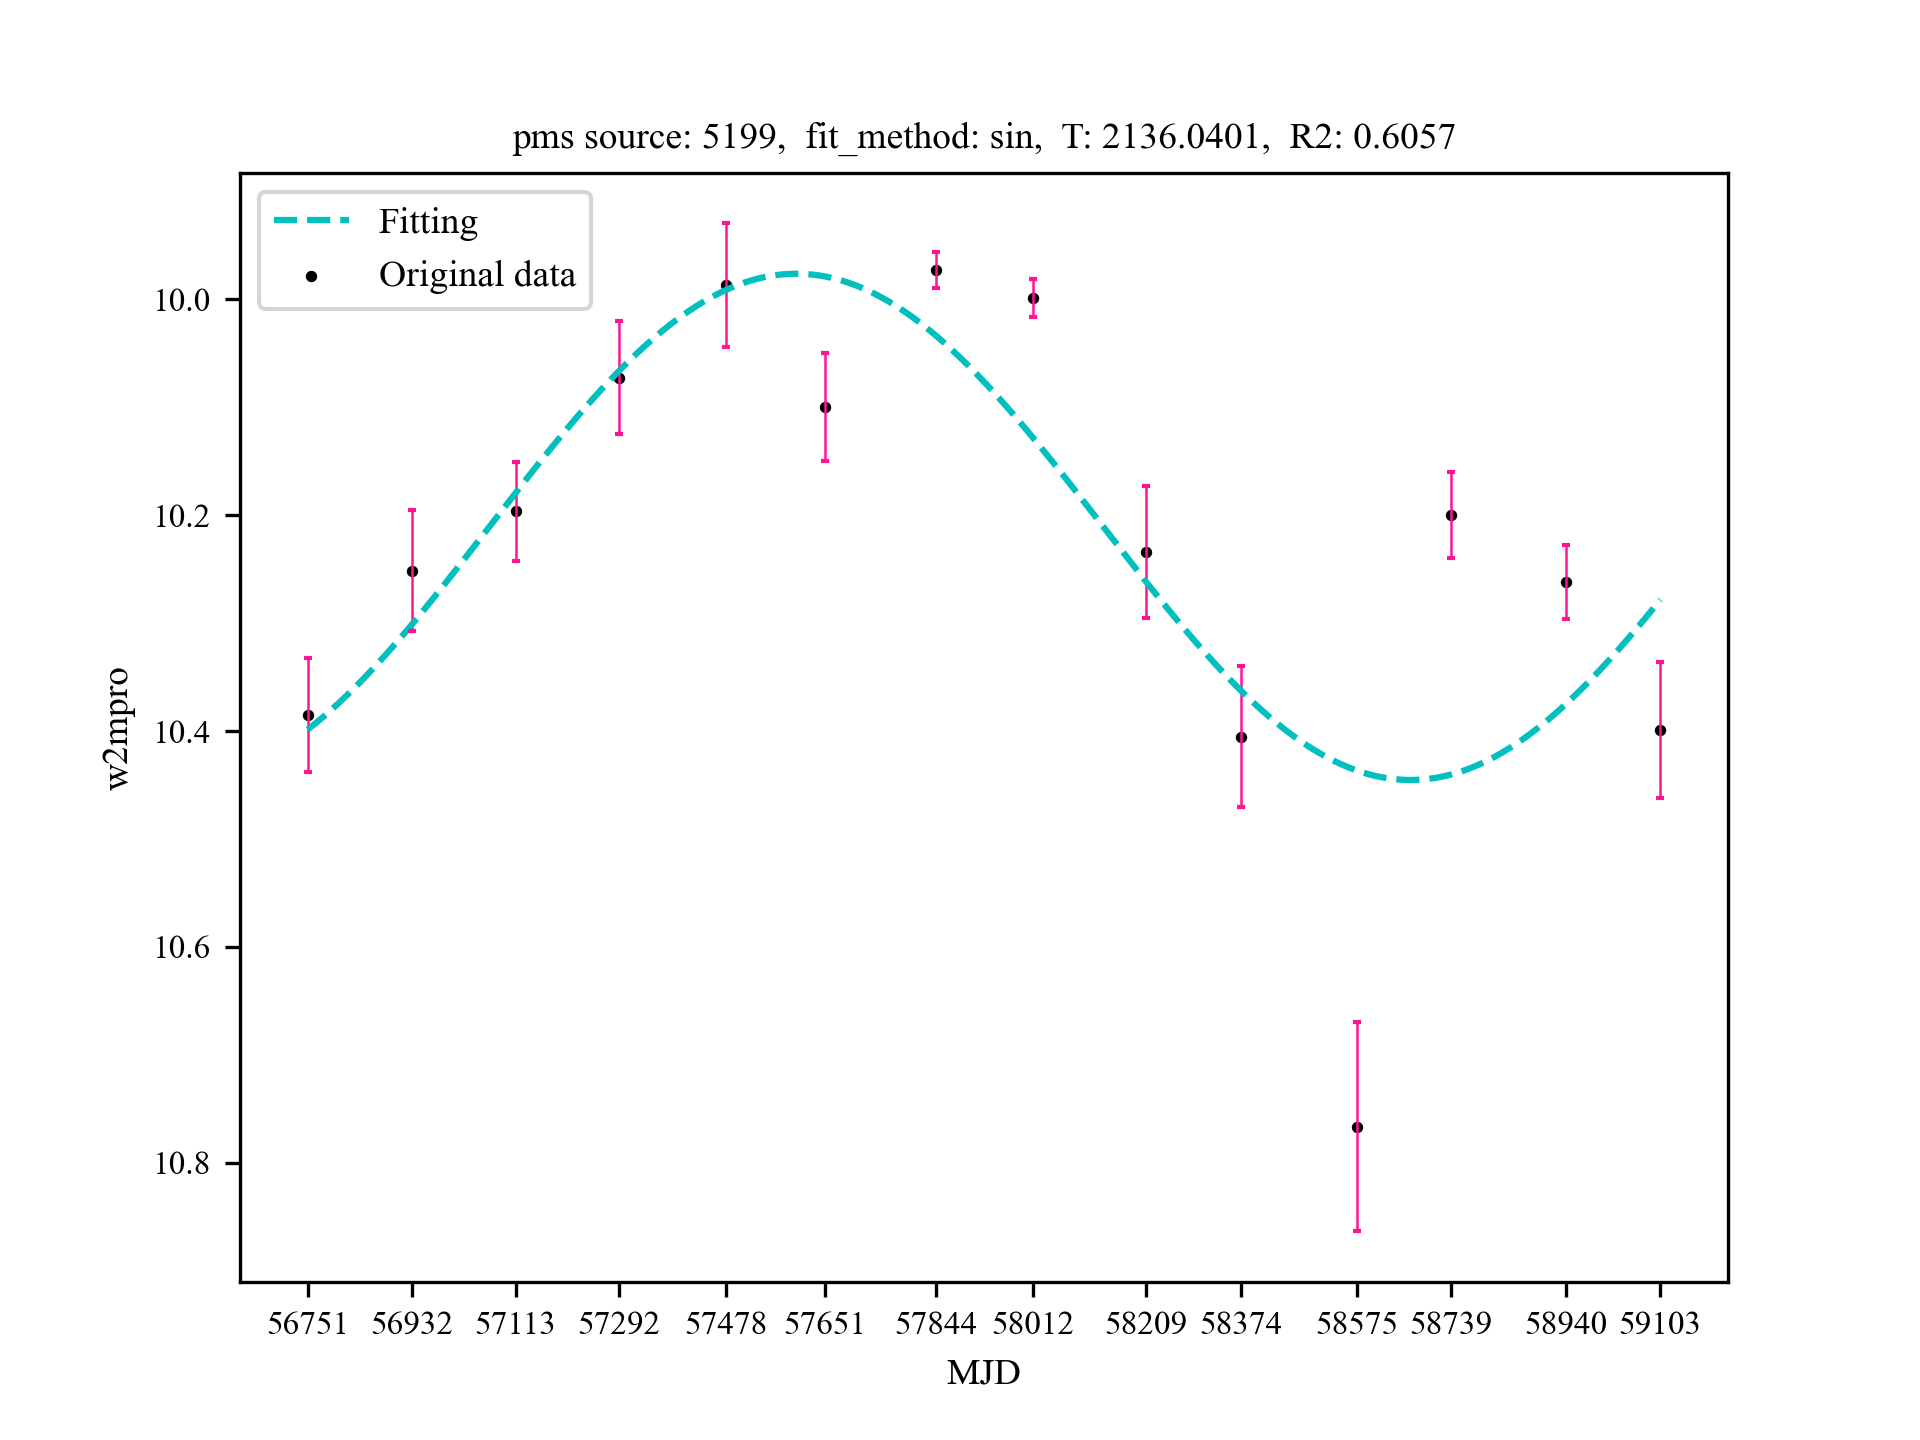 pms source: 5199,  fit_method: sin,  T: 2136.0401,  R2: 0.6057
Fitting
Original data
10.0
10.2
10.4
10.6
10.8
w2mpro
56751 56932 57113 57292 57478 57651 57844 58012 58209 58374 58575 58739 58940 59103
MJD